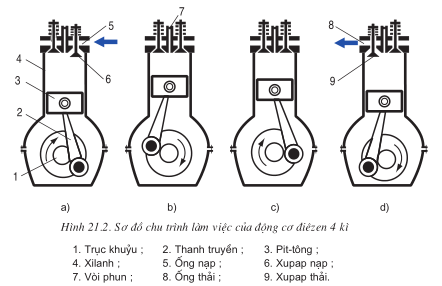 5
4
3
2
1
6
7
8
9
a)
b)
c)
d)
Hình 21.2. Sơ đồ chu trình làm việc của động cơ điêzen 4 kì
1. Trục khuỷu ; 2. Thanh truyền ; 3. Pit-tông ;
4. Xilanh ; 5. Ống nạp ; 6. Xupap nạp ;
7. Vòi phun ; 8. Ống thải ; 9. Xupap thải.